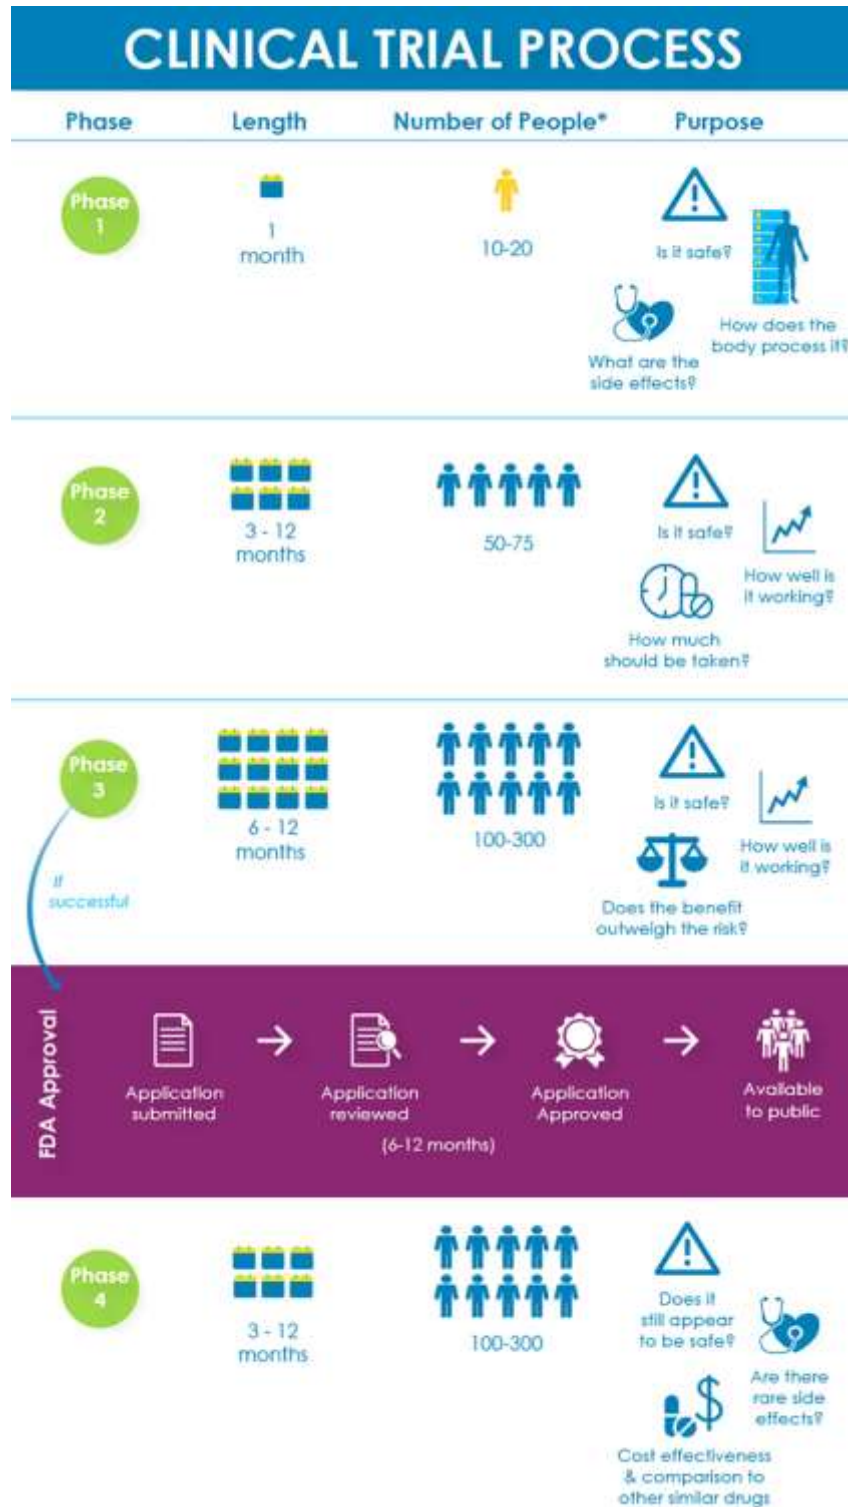 CLINICAL TRIAL PROCESS
Phase
Length
Number of People*
Purpose
Phase
1
1
month
10-20
Is it safe?
How does the
body process it?
What are the
side effects?
Phase
2
3 - 12
months
50-75
Is it safe?
How well is
it working?
How much
should be taken?
Phase
3
6 - 12
months
100-300
Is it safe?
How well is
it working?
Does the benefit
outweigh the risk?
If
successful
FDA Approval
Application
submitted
Application
reviewed
(6-12 months)
Application
Approved
Available
to public
Phase
4
3 - 12
months
100-300
Does it
still appear
to be safe?
Are there
rare side
effects?
Cost effectiveness
& comparison to
other similar drugs